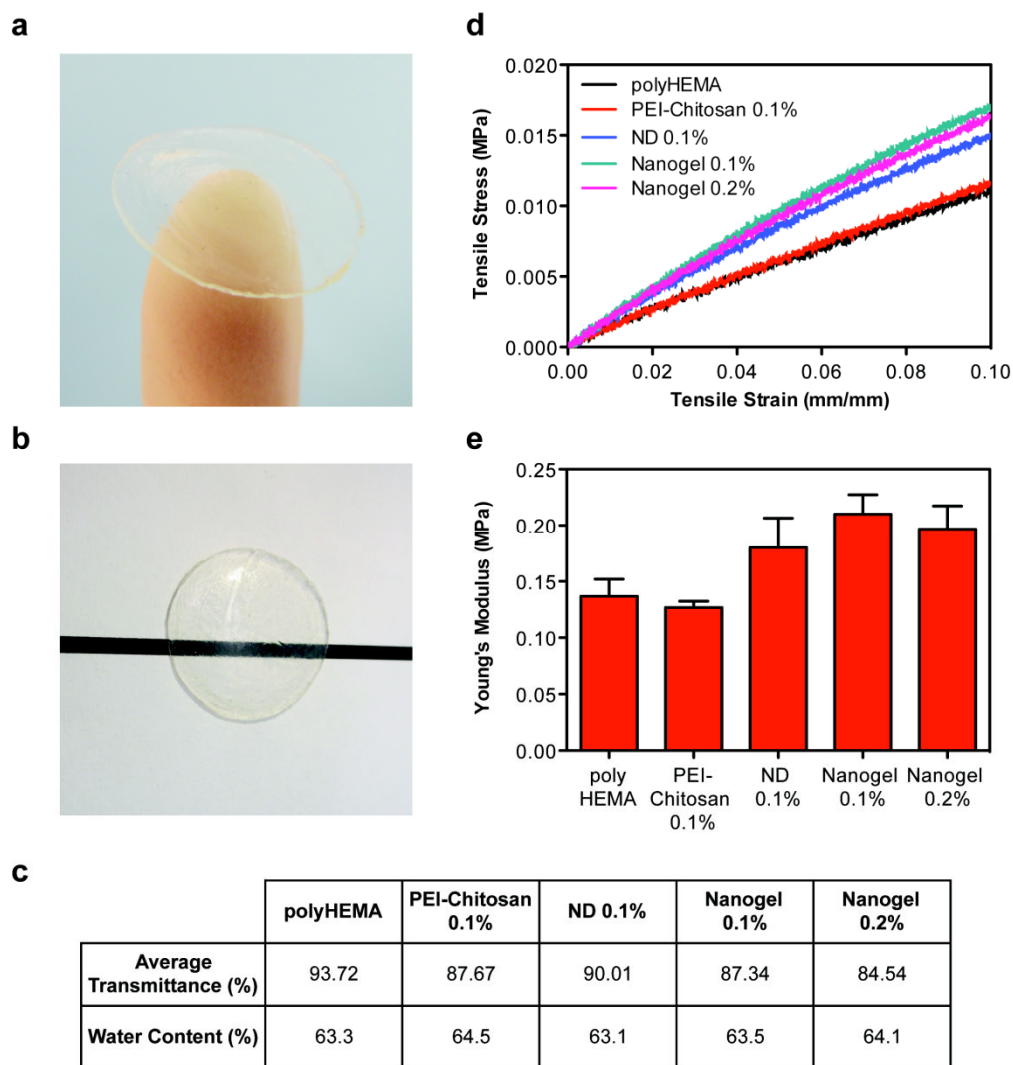 a
d
0.020
0.015
0.010
0.005
0.000
Tensile Stress (MPa)
polyHEMA
PEI-Chitosan 0.1%
ND 0.1%
Nanogel 0.1%
Nanogel 0.2%
0.00 0.02 0.04 0.06 0.08 0.10
Tensile Strain (mm/mm)
b
e
0.25
0.20
0.15
0.10
0.05
0.00
Young's Modulus (MPa)
poly PEI- ND Nanogel Nanogel
HEMA Chitosan 0.1% 0.1% 0.2%
0.1%
c
polyHEMA PEI-Chitosan 0.1% ND 0.1% Nanogel 0.1% Nanogel 0.2%
Average Transmittance (%) 93.72 87.67 90.01 87.34 84.54
Water Content (%) 63.3 64.5 63.1 63.5 64.1